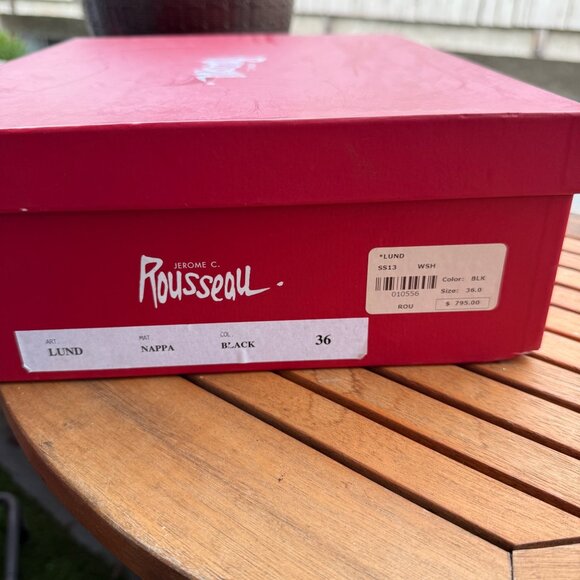 JEROME C.
Rousseau.
*LUND
SS13 WSH
Color: BLK
010556
Size: 36.0
ROU
$ 795.00
ART MAT COL
LUND NAPPA BLACK 36